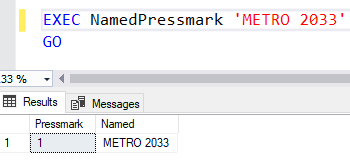 EXEC NamedPressmark 'METRO 2033'
GO
33 %
Results Messages
Pressmark Named
1 1 METRO 2033